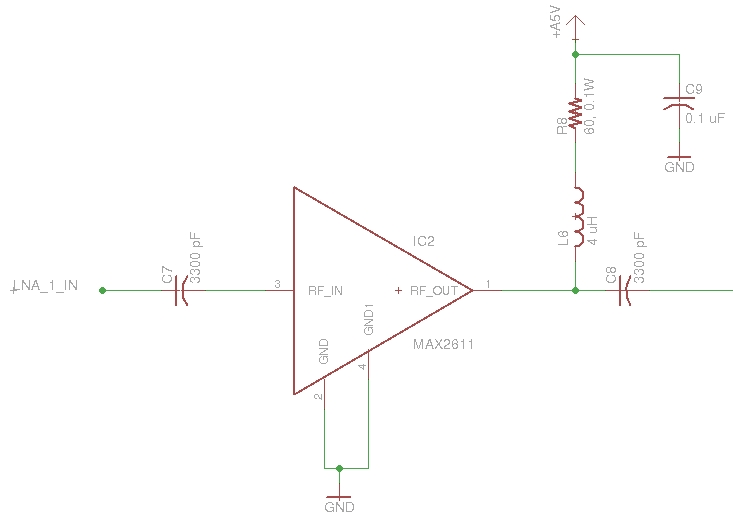 +A5V
R8
60, 0.1W
C9
0.1 uF
GND
L6
4 uH
IC2
LNA_1_IN
C7
3300 pF
3
RF_IN
RF_OUT
1
C8
3300 pF
GND
GND1
MAX2611
2
4
GND